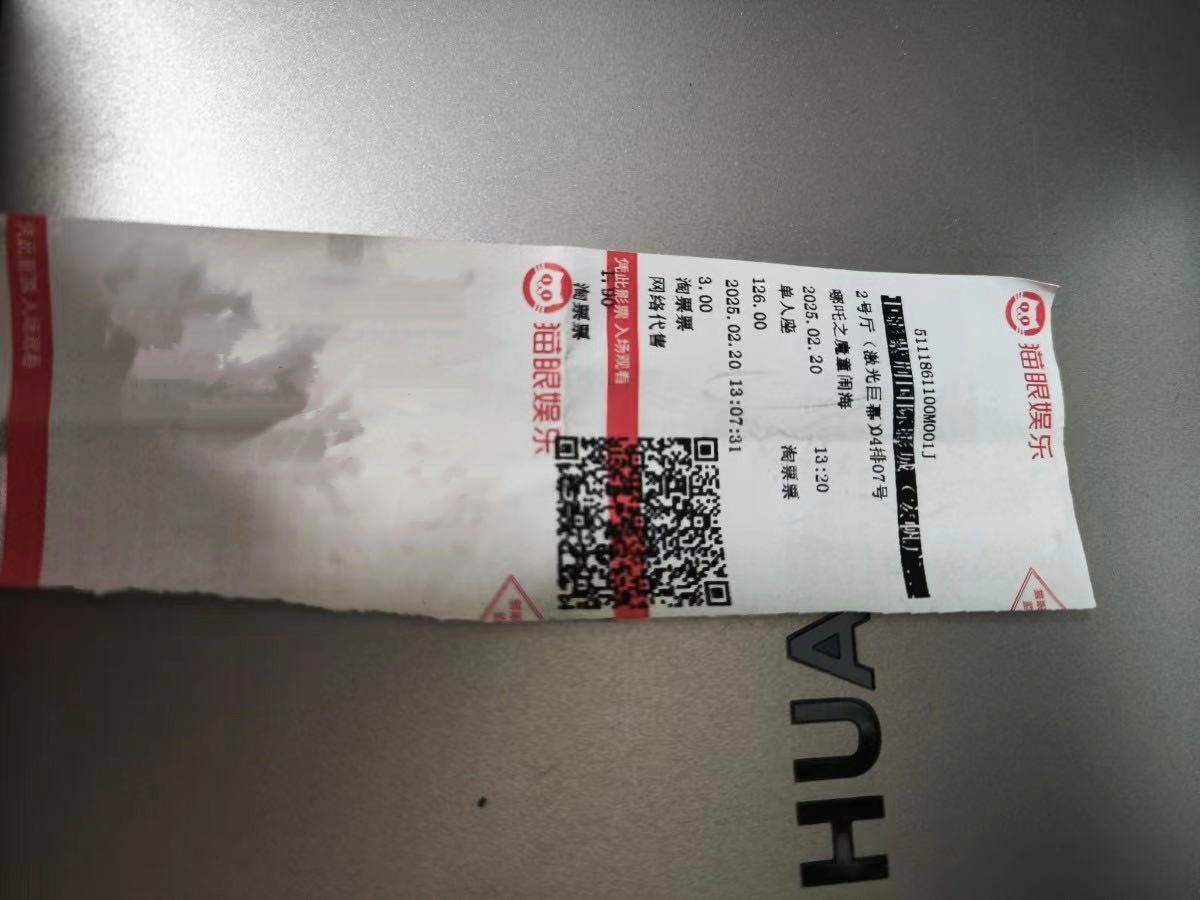 猫眼娱乐
5111861100M001J
2号厅（激光巨幕）04排07号
哪吒之魔童闹海
2025.02.20 13:20
单人座 淘票票
126.00
2025.02.20 13:07:31
3.00
淘票票
网络代售
凭此影票 入场观看
淘票票
猫眼娱乐
HUA